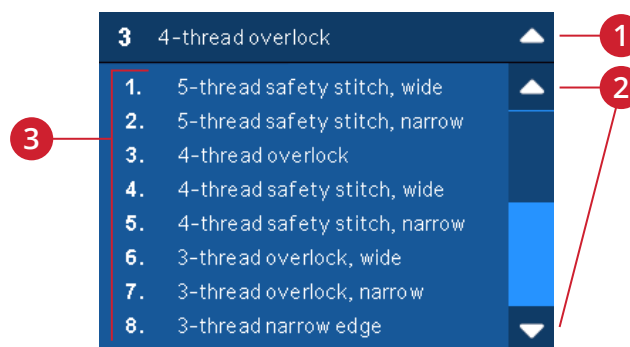 3 4-thread overlock
1
1. 5-thread safety stitch, wide
2
2. 5-thread safety stitch, narrow
3
3. 4-thread overlock
4. 4-thread safety stitch, wide
5. 4-thread safety stitch, narrow
6. 3-thread overlock, wide
7. 3-thread overlock, narrow
8. 3-thread narrow edge